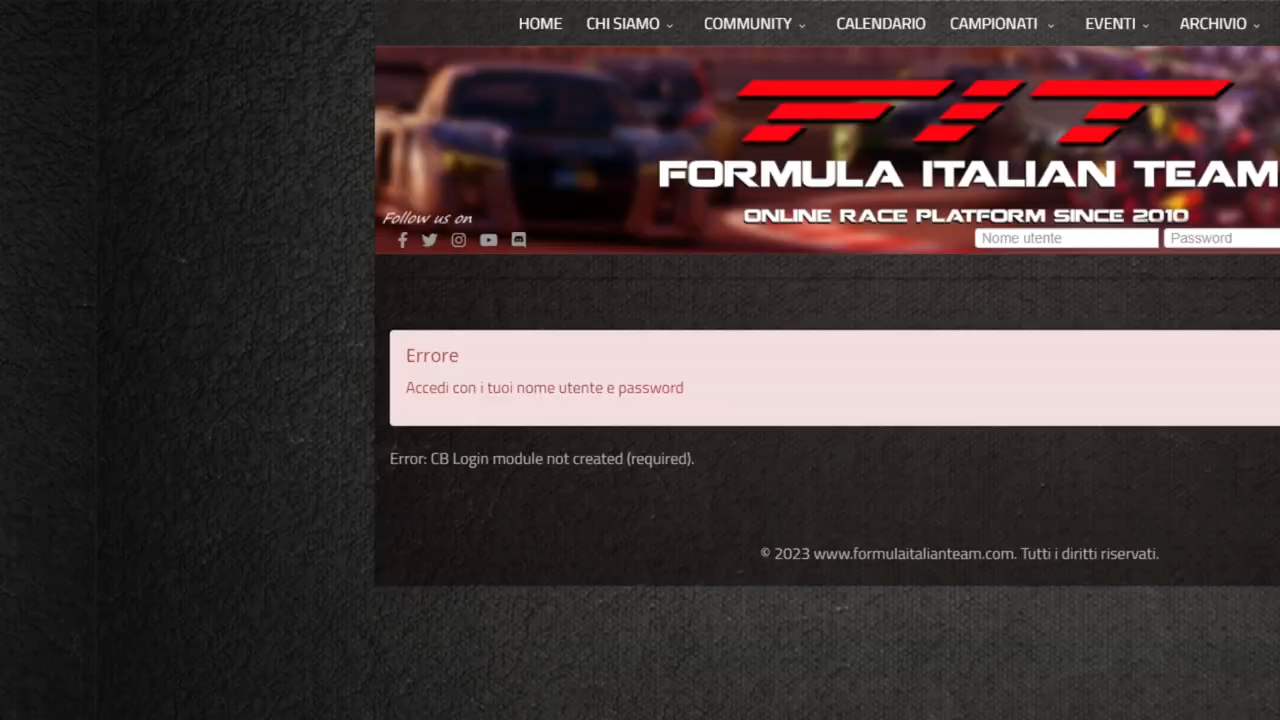 HOME CHI SIAMO COMMUNITY CALENDARIO CAMPIONATI EVENTI ARCHIVIO
FIT
FORMULA ITALIAN TEAM
ONLINE RACE PLATFORM SINCE 2010
Follow us on
Nome utente Password
Errore
Accedi con i tuoi nome utente e password
Error: CB Login module not created (required).
© 2023 www.formulaitalianteam.com. Tutti i diritti riservati.